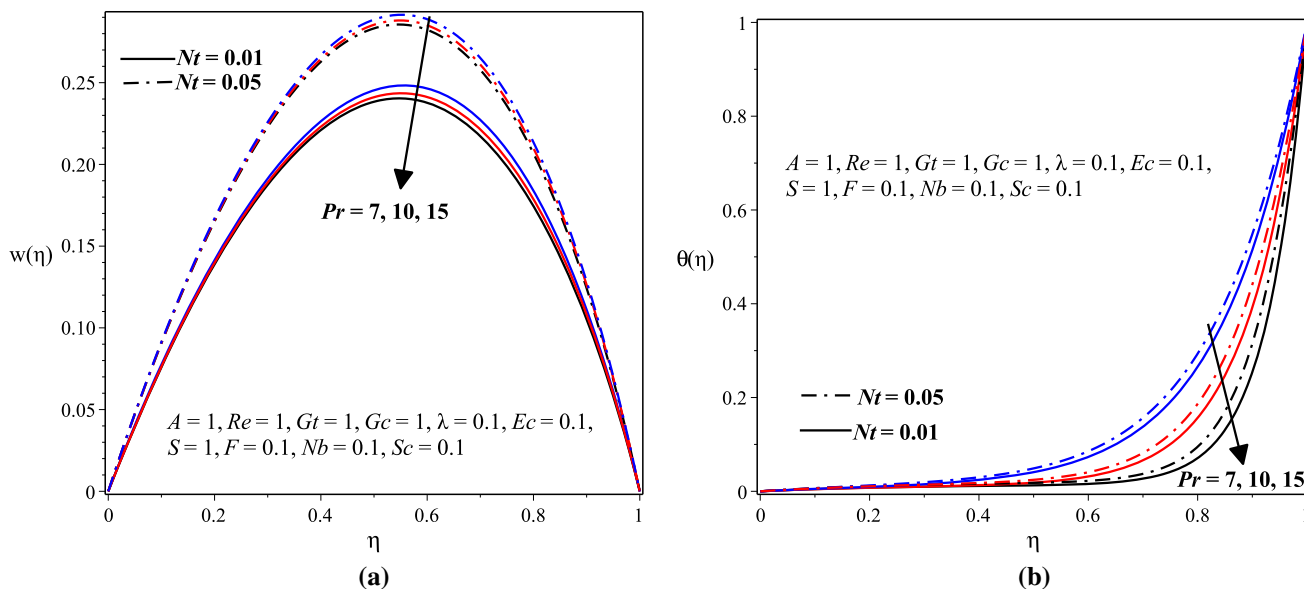 Nt = 0.01
Nt = 0.05
0.25
0.20
0.15
0.10
0.05
0
w(η)
Pr = 7, 10, 15
A = 1, Re = 1, Gt = 1, Gc = 1, λ = 0.1, Ec = 0.1,
S = 1, F = 0.1, Nb = 0.1, Sc = 0.1
0 0.2 0.4 0.6 0.8 1
η
(a)
1
0.8
0.6
0.4
0.2
0
θ(η)
A = 1, Re = 1, Gt = 1, Gc = 1, λ = 0.1, Ec = 0.1,
S = 1, F = 0.1, Nb = 0.1, Sc = 0.1
Nt = 0.05
Nt = 0.01
Pr = 7, 10, 15
0 0.2 0.4 0.6 0.8
η
(b)